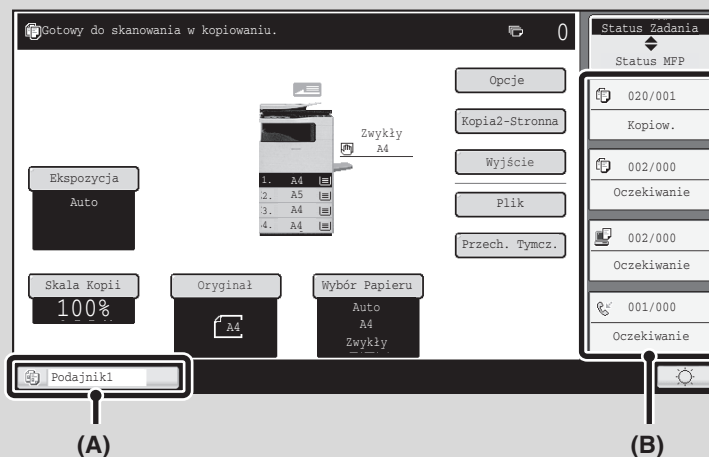 Gotowy do skanowania w kopiowaniu.
0
Status Zadania
Status MFP
020/001
Kopiow.
002/000
Oczekiwanie
002/000
Oczekiwanie
001/000
Oczekiwanie
Opcje
Kopia2-Stronna
Wyjście
Plik
Przech. Tymcz.
Zwykły
A4
1. A4
2. A5
3. A4
4. A4
Ekspozycja
Auto
Skala Kopii
100%
Oryginał
A4
Wybór Papieru
Auto
A4
Zwykły
Podajnik1
(A)
(B)